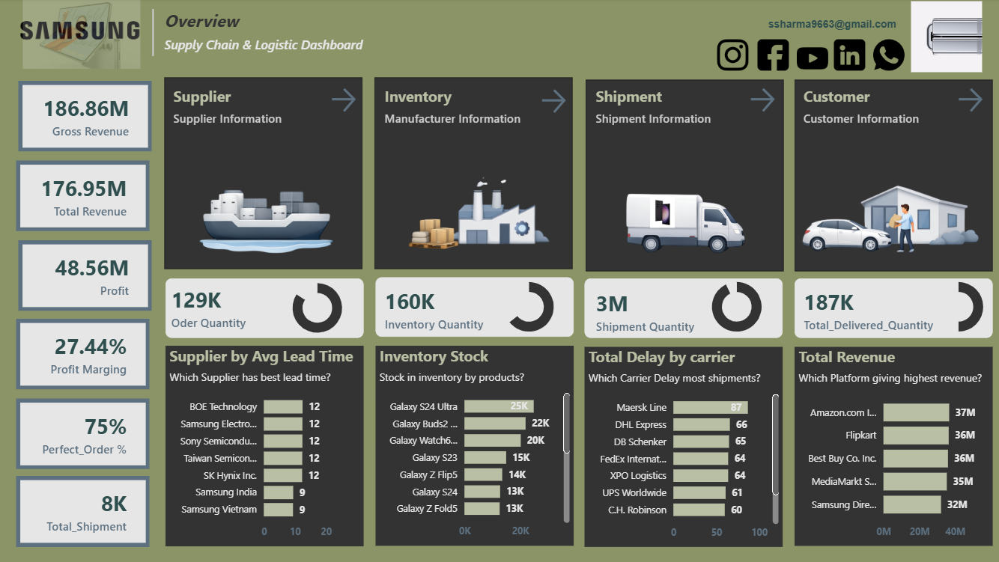 SAMSUNG
Overview
Supply Chain & Logistic Dashboard
ssharma9663@gmail.com
186.86M
Gross Revenue
176.95M
Total Revenue
48.56M
Profit
27.44%
Profit Marging
75%
Perfect_Order %
8K
Total_Shipment
Supplier
Supplier Information
Inventory
Manufacturer Information
Shipment
Shipment Information
Customer
Customer Information
129K
Oder Quantity
160K
Inventory Quantity
3M
Shipment Quantity
187K
Total_Delivered_Quantity
Supplier by Avg Lead Time
Which Supplier has best lead time?
BOE Technology 12
Samsung Electro... 12
Sony Semicondu... 12
Taiwan Semicon... 12
SK Hynix Inc. 12
Samsung India 9
Samsung Vietnam 9
0 10 20
Inventory Stock
Stock in inventory by products?
Galaxy S24 Ultra 25K
Galaxy Buds2 ... 22K
Galaxy Watch6... 20K
Galaxy S23 15K
Galaxy Z Flip5 14K
Galaxy S24 13K
Galaxy Z Fold5 13K
0K 20K
Total Delay by carrier
Which Carrier Delay most shipments?
Maersk Line 87
DHL Express 66
DB Schenker 65
FedEx Internat... 64
XPO Logistics 64
UPS Worldwide 61
C.H. Robinson 60
0 50 100
Total Revenue
Which Platform giving highest revenue?
Amazon.com I... 37M
Flipkart 36M
Best Buy Co. Inc. 36M
MediaMarkt S... 35M
Samsung Dire... 32M
0M 20M 40M